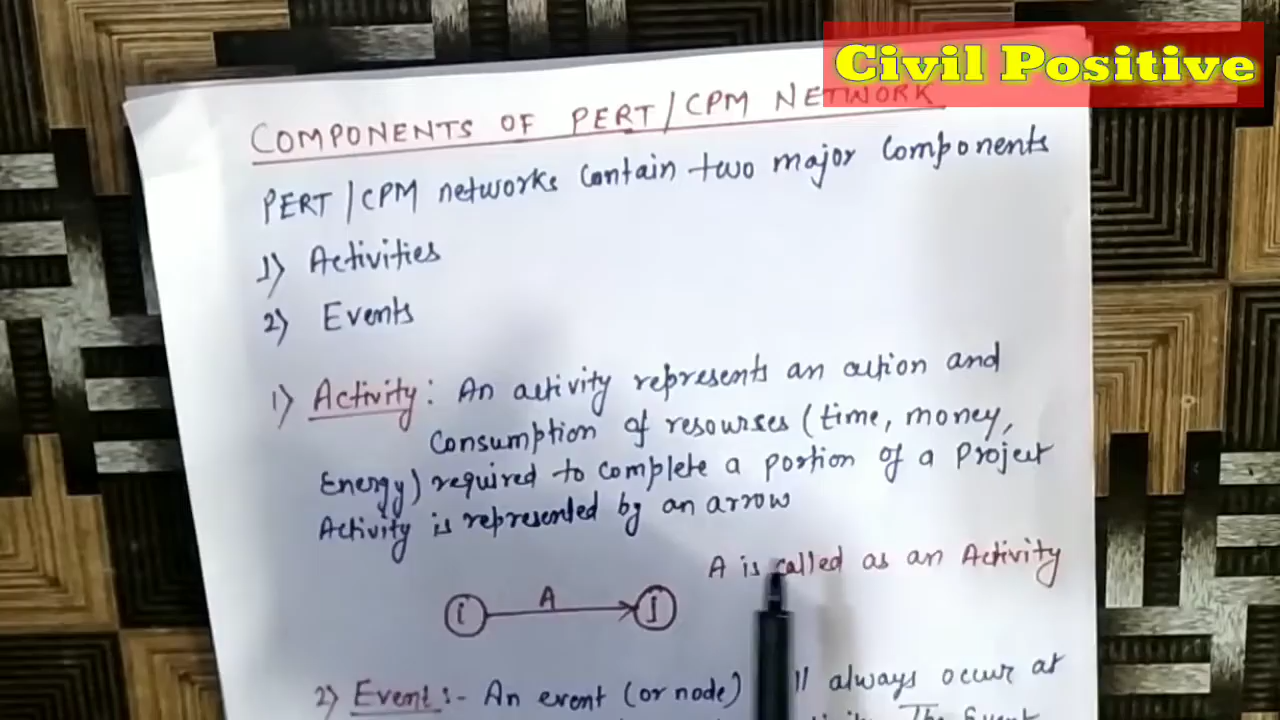 Civil Positive
COMPONENTS OF PERT/CPM NETWORK
PERT/CPM networks Contain two major Components
1) Activities
2) Events
1) Activity: An activity represents an action and
Consumption of resourses (time, money,
Energy) required to complete a portion of a Project
Activity is represented by an arrow
A is called as an Activity
i A j
2) Event:- An event (or node) always occur at
The Event